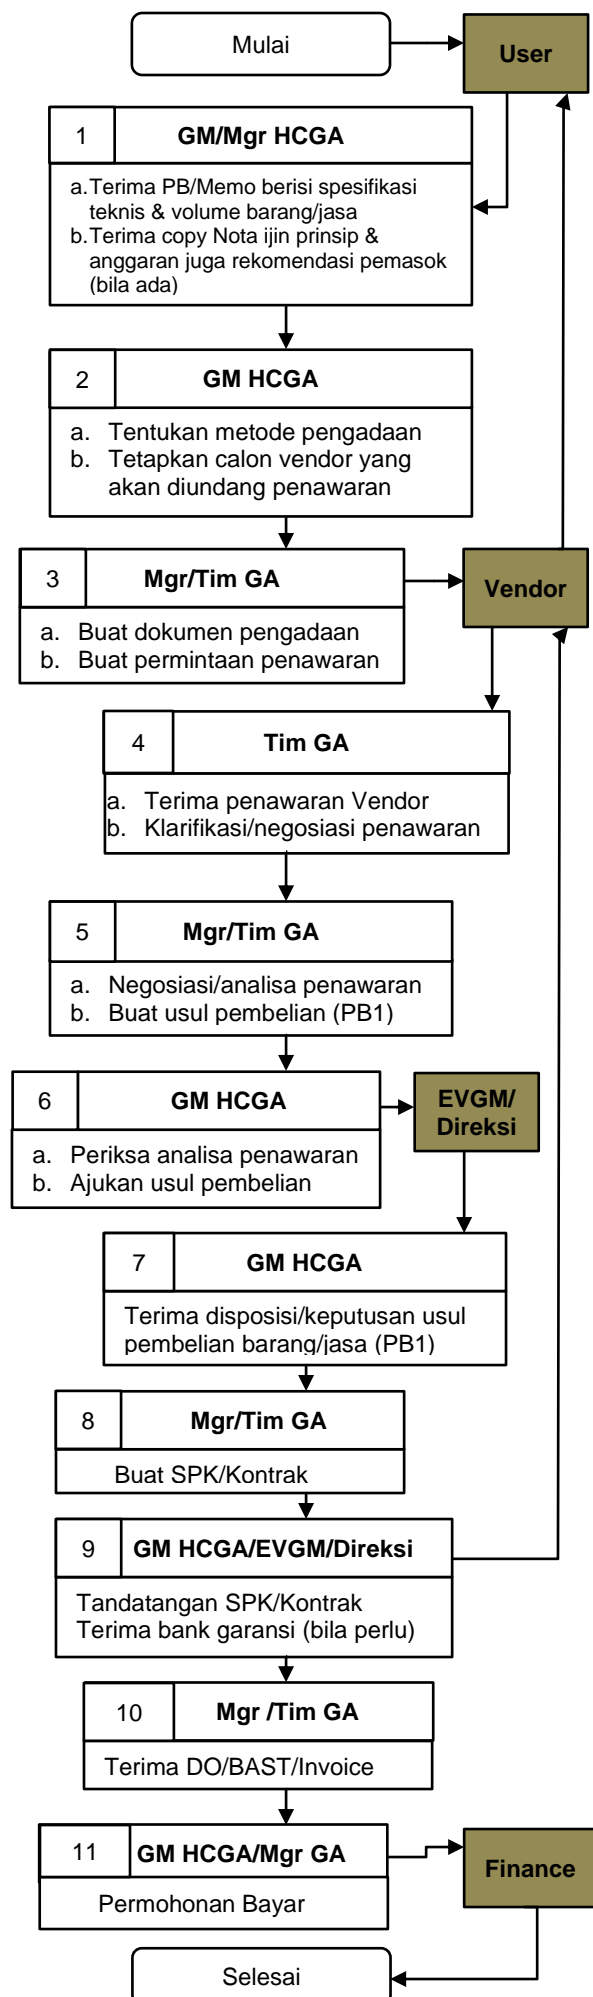 Mulai
User
1
GM/Mgr HCGA
a.Terima PB/Memo berisi spesifikasi
teknis & volume barang/jasa
b.Terima copy Nota ijin prinsip &
anggaran juga rekomendasi pemasok
(bila ada)
2
GM HCGA
a. Tentukan metode pengadaan
b. Tetapkan calon vendor yang
akan diundang penawaran
3
Mgr/Tim GA
Vendor
a. Buat dokumen pengadaan
b. Buat permintaan penawaran
4
Tim GA
a. Terima penawaran Vendor
b. Klarifikasi/negosiasi penawaran
5
Mgr/Tim GA
a. Negosiasi/analisa penawaran
b. Buat usul pembelian (PB1)
6
GM HCGA
EVGM/
Direksi
a. Periksa analisa penawaran
b. Ajukan usul pembelian
7
GM HCGA
Terima disposisi/keputusan usul
pembelian barang/jasa (PB1)
8
Mgr/Tim GA
Buat SPK/Kontrak
9
GM HCGA/EVGM/Direksi
Tandatangan SPK/Kontrak
Terima bank garansi (bila perlu)
10
Mgr /Tim GA
Terima DO/BAST/Invoice
11
GM HCGA/Mgr GA
Finance
Permohonan Bayar
Selesai